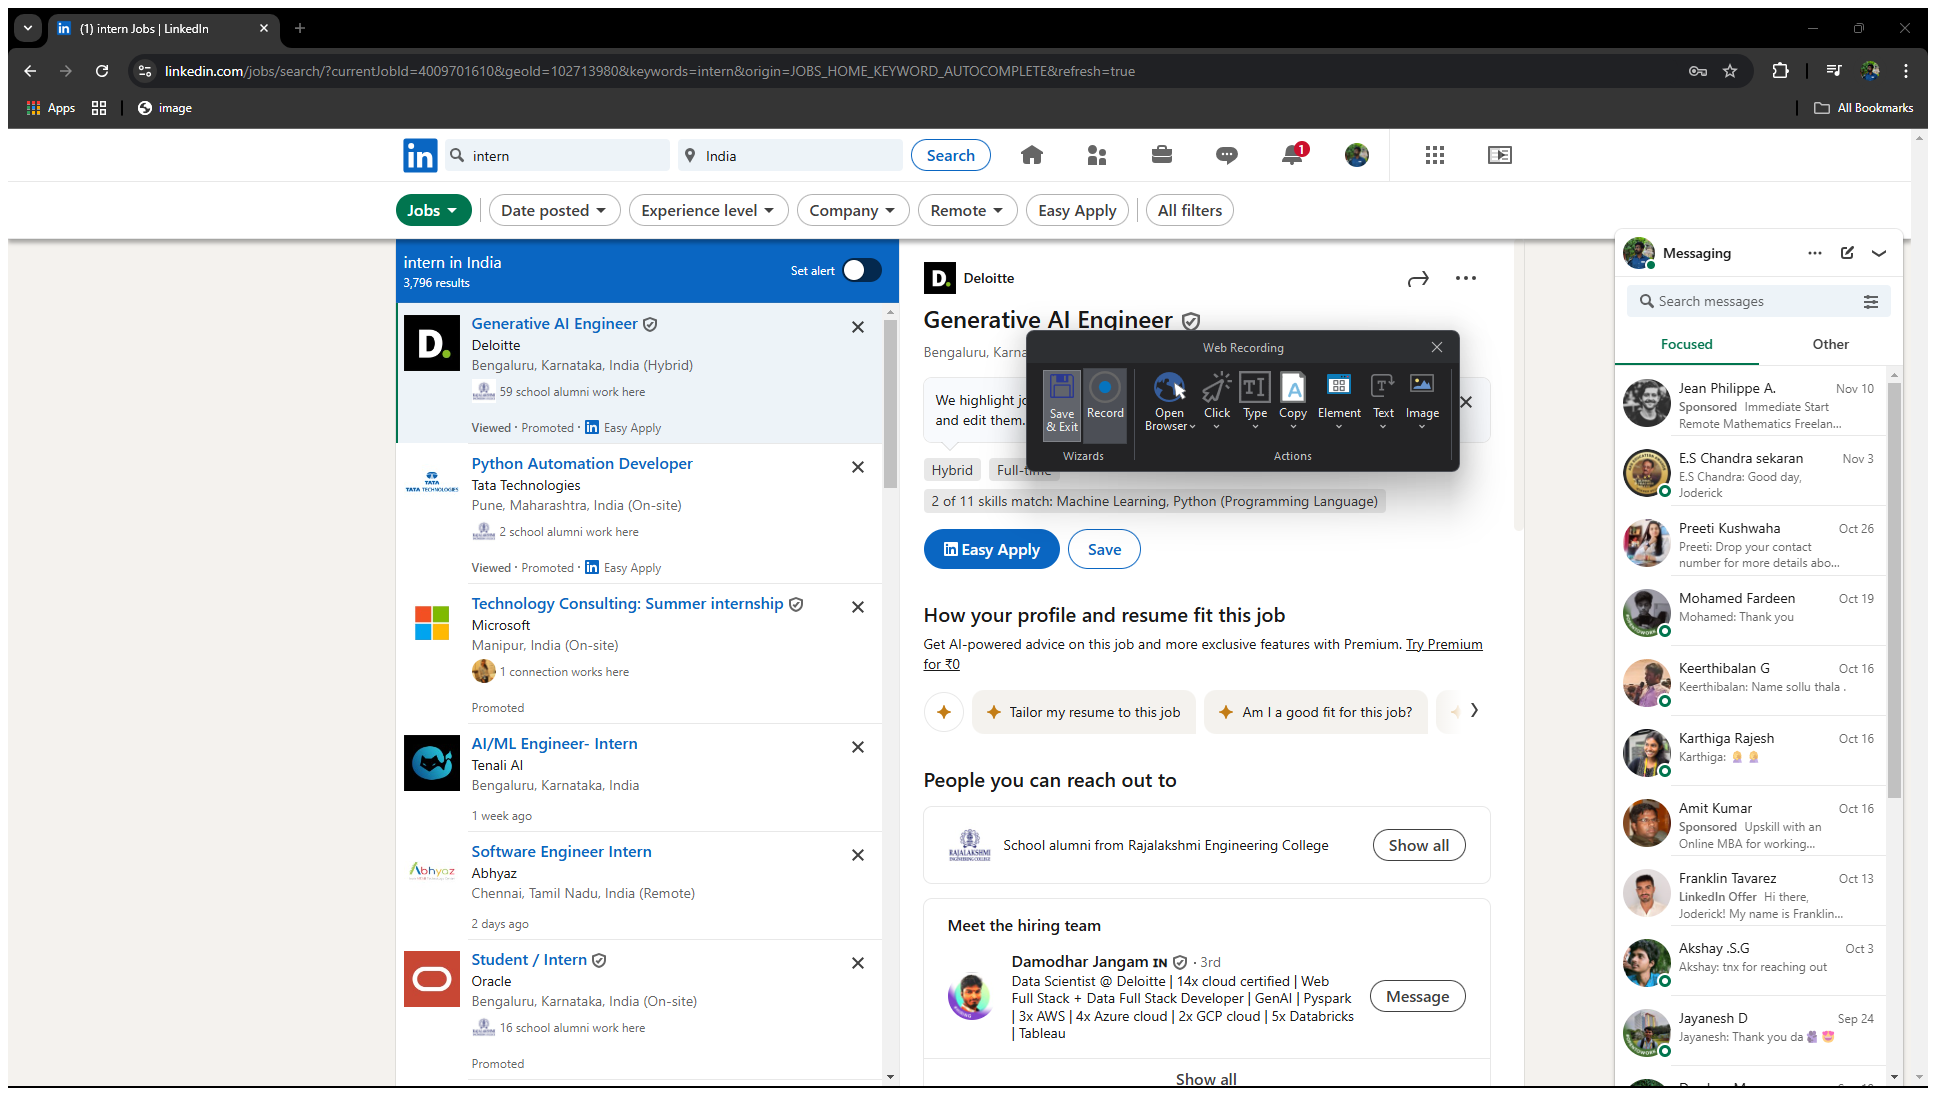 (1) intern Jobs | LinkedIn
linkedin.com/jobs/search/?currentJobId=4009701610&geoId=102713980&keywords=intern&origin=JOBS_HOME_KEYWORD_AUTOCOMPLETE&refresh=true
Apps
image
All Bookmarks
in
intern
India
Search
1
Jobs
Date posted
Experience level
Company
Remote
Easy Apply
All filters
intern in India
3,796 results
Set alert
D.
Generative AI Engineer
Deloitte
Bengaluru, Karnataka, India (Hybrid)
59 school alumni work here
Viewed · Promoted · in Easy Apply
TATA
TATA TECHNOLOGIES
Python Automation Developer
Tata Technologies
Pune, Maharashtra, India (On-site)
2 school alumni work here
Viewed · Promoted · in Easy Apply
Technology Consulting: Summer internship
Microsoft
Manipur, India (On-site)
1 connection works here
Promoted
AI/ML Engineer- Intern
Tenali AI
Bengaluru, Karnataka, India
1 week ago
Abhyaz
Software Engineer Intern
Abhyaz
Chennai, Tamil Nadu, India (Remote)
2 days ago
Student / Intern
Oracle
Bengaluru, Karnataka, India (On-site)
16 school alumni work here
Promoted
D.
Deloitte
Generative AI Engineer
Bengaluru, Karna
We highlight jo
and edit them.
Hybrid
Full-time
2 of 11 skills match: Machine Learning, Python (Programming Language)
in Easy Apply
Save
Web Recording
Save
& Exit
Record
Open
Browser
Click
Type
Copy
Element
Text
Image
Wizards
Actions
How your profile and resume fit this job
Get AI-powered advice on this job and more exclusive features with Premium. Try Premium
for ₹0
Tailor my resume to this job
Am I a good fit for this job?
People you can reach out to
RAJALAKSHMI
ENGINEERING COLLEGE
School alumni from Rajalakshmi Engineering College
Show all
Meet the hiring team
Damodhar Jangam IN · 3rd
Data Scientist @ Deloitte | 14x cloud certified | Web
Full Stack + Data Full Stack Developer | GenAI | Pyspark
| 3x AWS | 4x Azure cloud | 2x GCP cloud | 5x Databricks
| Tableau
Message
Show all
Messaging
Search messages
Focused
Other
Jean Philippe A.
Nov 10
Sponsored Immediate Start
Remote Mathematics Freelan...
E.S Chandra sekaran
Nov 3
E.S Chandra: Good day,
Joderick
Preeti Kushwaha
Oct 26
Preeti: Drop your contact
number for more details abo...
Mohamed Fardeen
Oct 19
Mohamed: Thank you
Keerthibalan G
Oct 16
Keerthibalan: Name sollu thala .
Karthiga Rajesh
Oct 16
Karthiga:
Amit Kumar
Oct 16
Sponsored Upskill with an
Online MBA for working...
Franklin Tavarez
Oct 13
LinkedIn Offer Hi there,
Joderick! My name is Franklin...
Akshay .S.G
Oct 3
Akshay: tnx for reaching out
Jayanesh D
Sep 24
Jayanesh: Thank you da